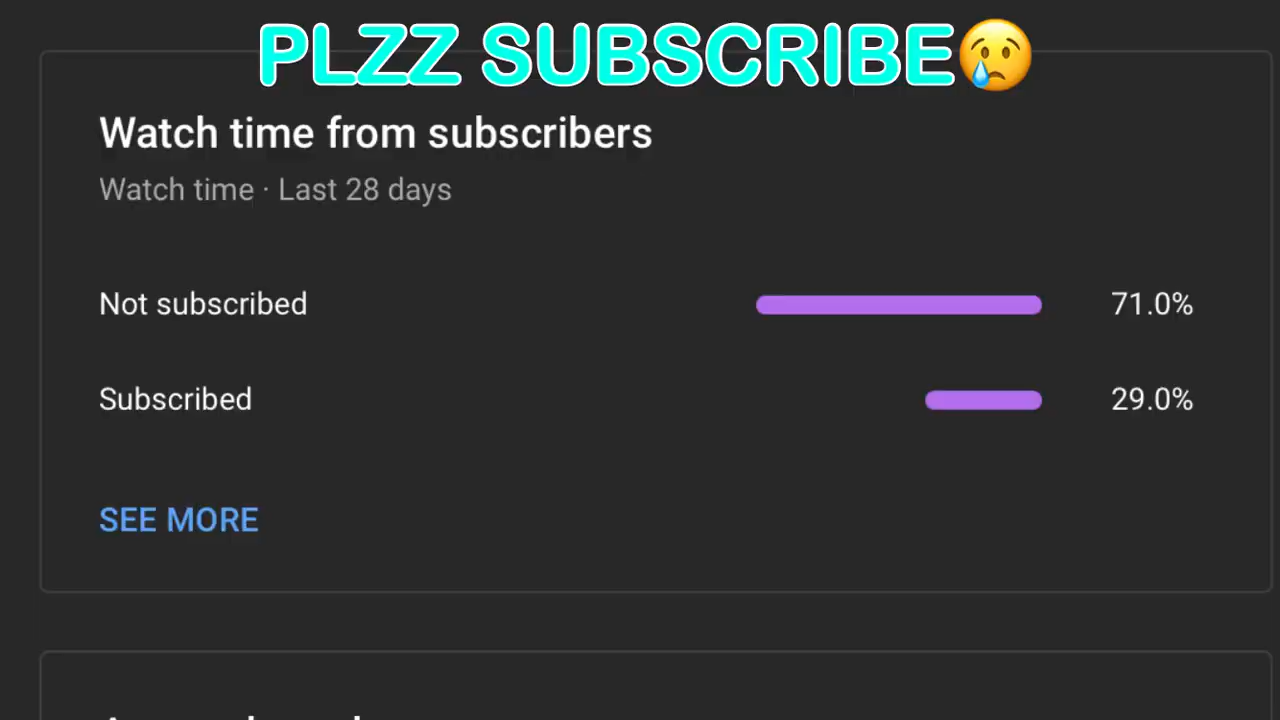 PLZZ SUBSCRIBE😢
Watch time from subscribers
Watch time · Last 28 days
Not subscribed 71.0%
Subscribed 29.0%
SEE MORE